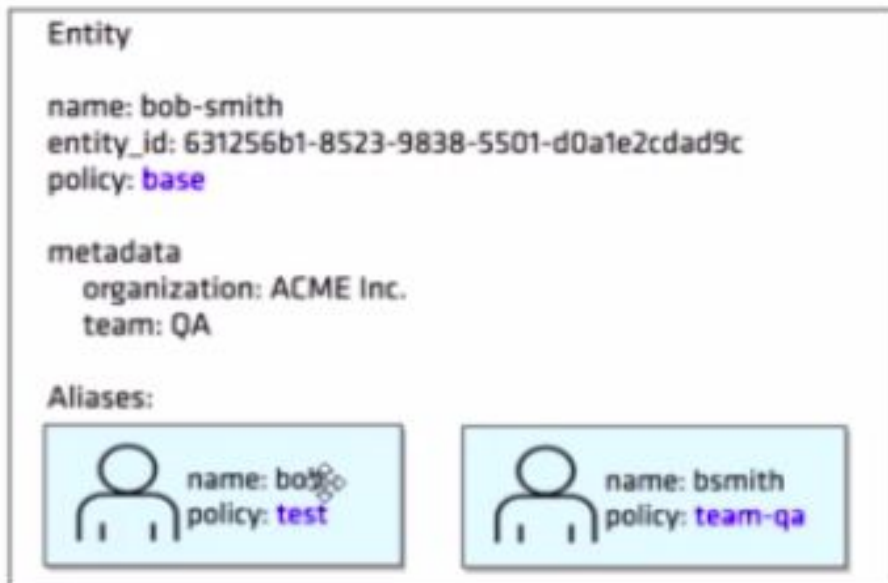 Entity
name: bob-smith
entity_id: 631256b1-8523-9838-5501-d0a1e2cdad9c
policy: base
metadata
organization: ACME Inc.
team: QA
Aliases:
name: bob
policy: test
name: bsmith
policy: team-qa